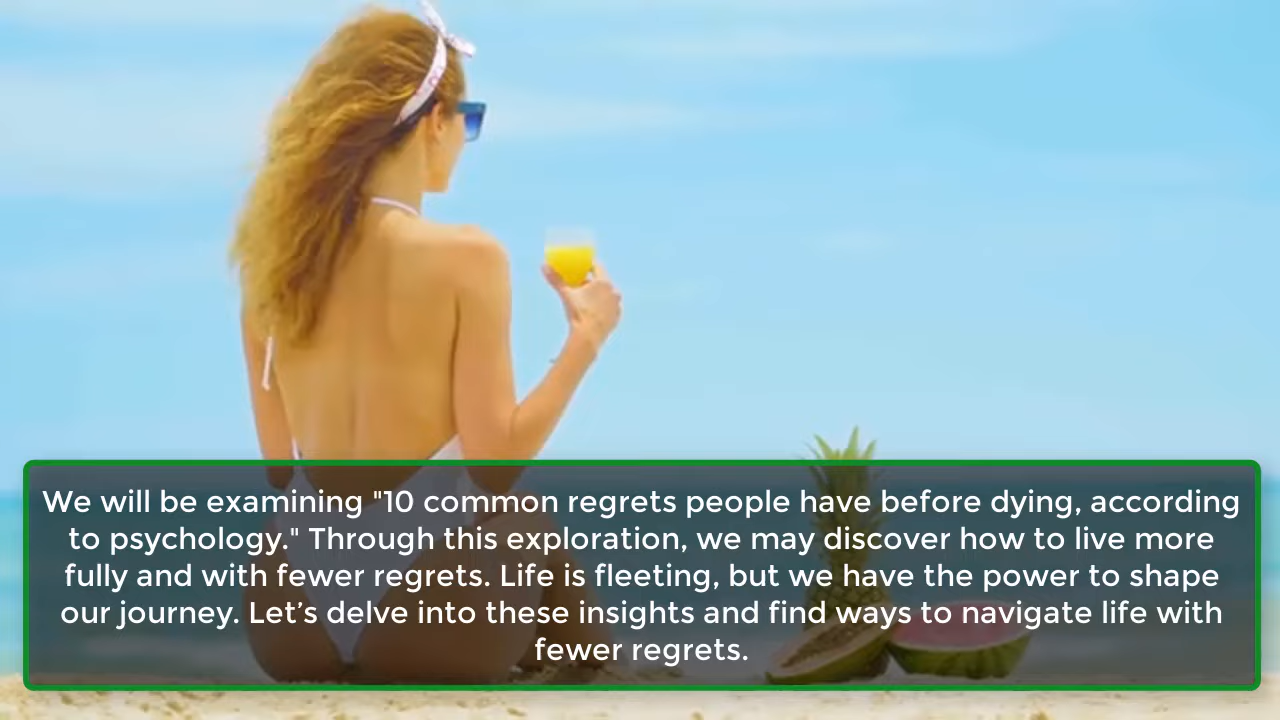 We will be examining "10 common regrets people have before dying, according
to psychology." Through this exploration, we may discover how to live more
fully and with fewer regrets. Life is fleeting, but we have the power to shape
our journey. Let’s delve into these insights and find ways to navigate life with
fewer regrets.